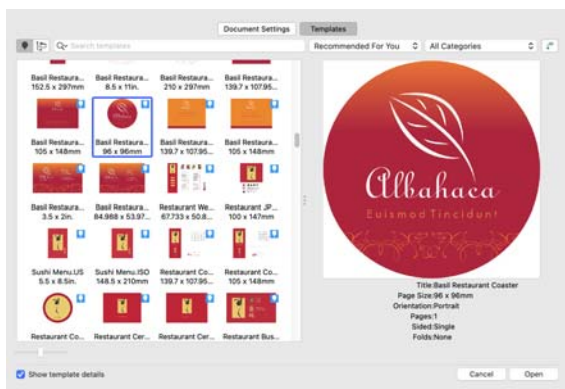 Document Settings
Templates
Search templates
Recommended For You
All Categories
Basil Restaura...
152.5 x 297mm
Basil Restaura...
8.5 x 11in.
Basil Restaura...
210 x 297mm
Basil Restaura...
139.7 x 107.95...
Basil Restaura...
105 x 148mm
Basil Restaura...
96 x 96mm
Basil Restaura...
139.7 x 107.95...
Basil Restaura...
105 x 148mm
Basil Restaura...
3.5 x 2in.
Basil Restaura...
84.988 x 53.97...
Restaurant We...
67.733 x 50.8...
Restaurant JP...
100 x 147mm
Sushi Menu.US
5.5 x 8.5in.
Sushi Menu.ISO
148.5 x 210mm
Restaurant Co...
139.7 x 107.95...
Restaurant Co...
105 x 148mm
Restaurant Co...
Restaurant Cer...
Restaurant Cer...
Restaurant Bus...
Albahaca
Euismod Tincidunt
Title:Basil Restaurant Coaster
Page Size:96 x 96mm
Orientation:Portrait
Pages:1
Sided:Single
Folds:None
Show template details
Cancel
Open